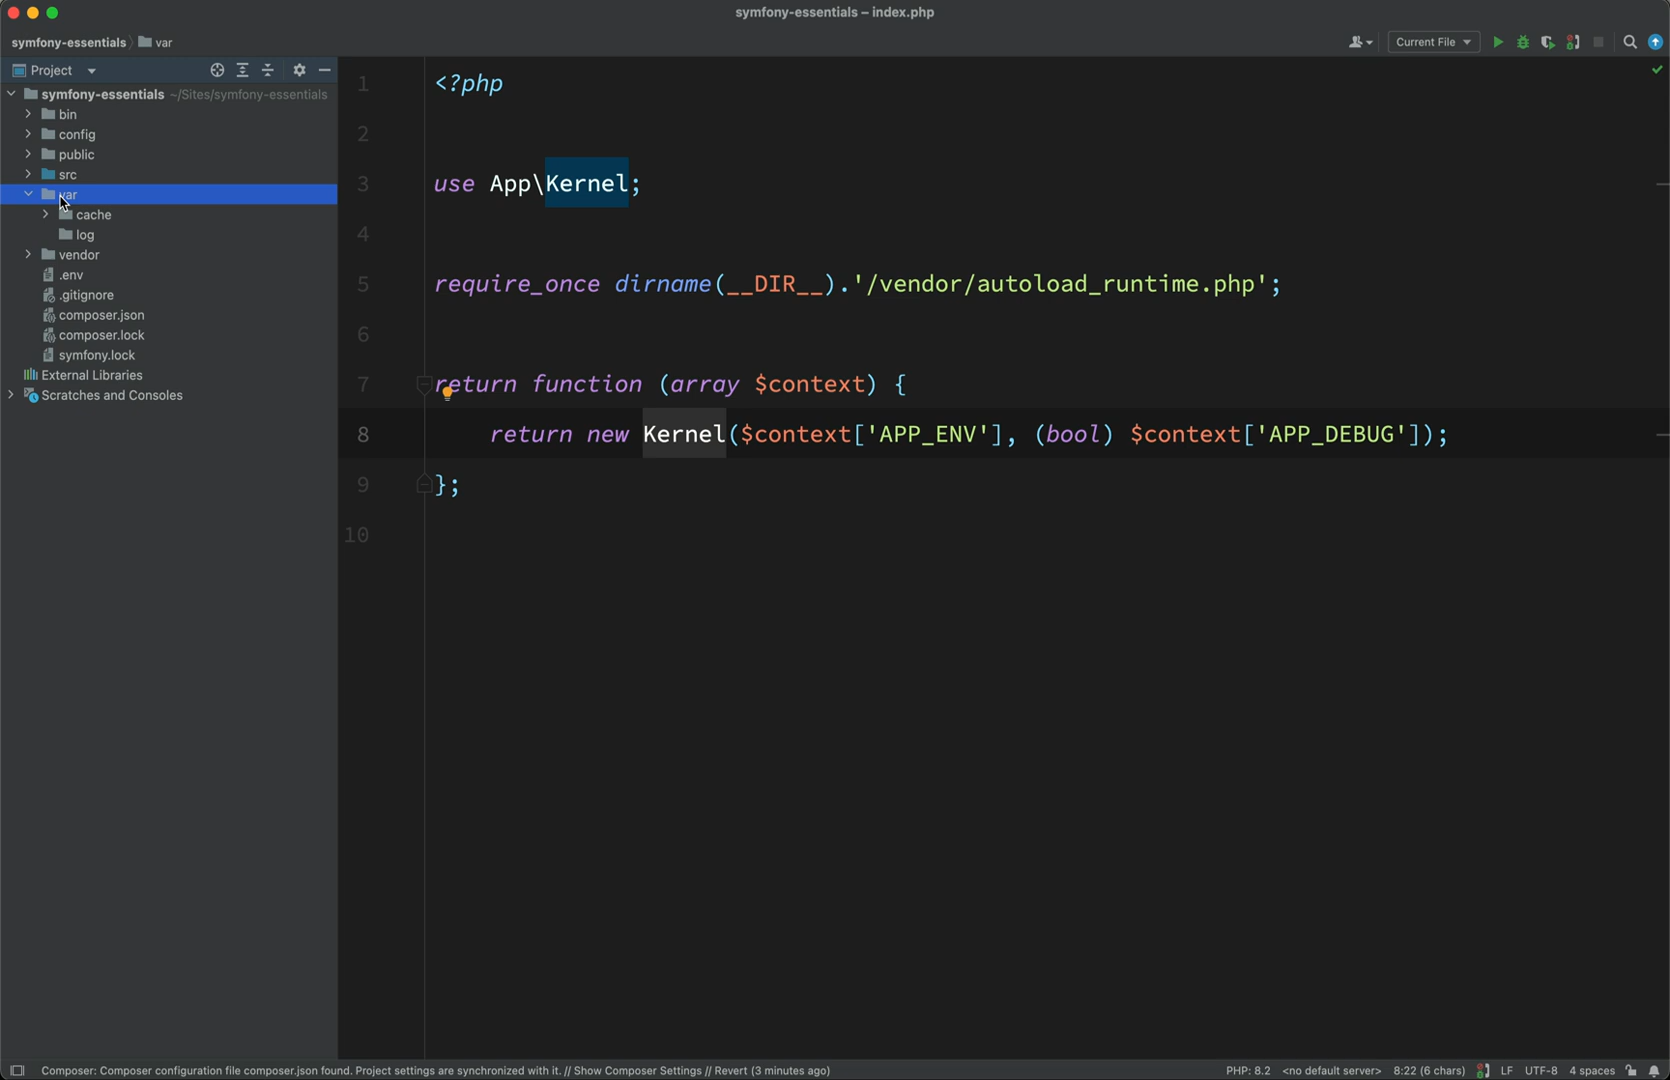 symfony-essentials – index.php
symfony-essentials var
Current File
Project
symfony-essentials ~/Sites/symfony-essentials
bin
config
public
src
var
cache
log
vendor
.env
.gitignore
composer.json
composer.lock
symfony.lock
External Libraries
Scratches and Consoles
1 <?php
2
3 use App\Kernel;
4
5 require_once dirname(__DIR__).'/vendor/autoload_runtime.php';
6
7 return function (array $context) {
8 return new Kernel($context['APP_ENV'], (bool) $context['APP_DEBUG']);
9 };
10
Composer: Composer configuration file composer.json found. Project settings are synchronized with it. // Show Composer Settings // Revert (3 minutes ago) PHP: 8.2 <no default server> 8:22 (6 chars) LF UTF-8 4 spaces